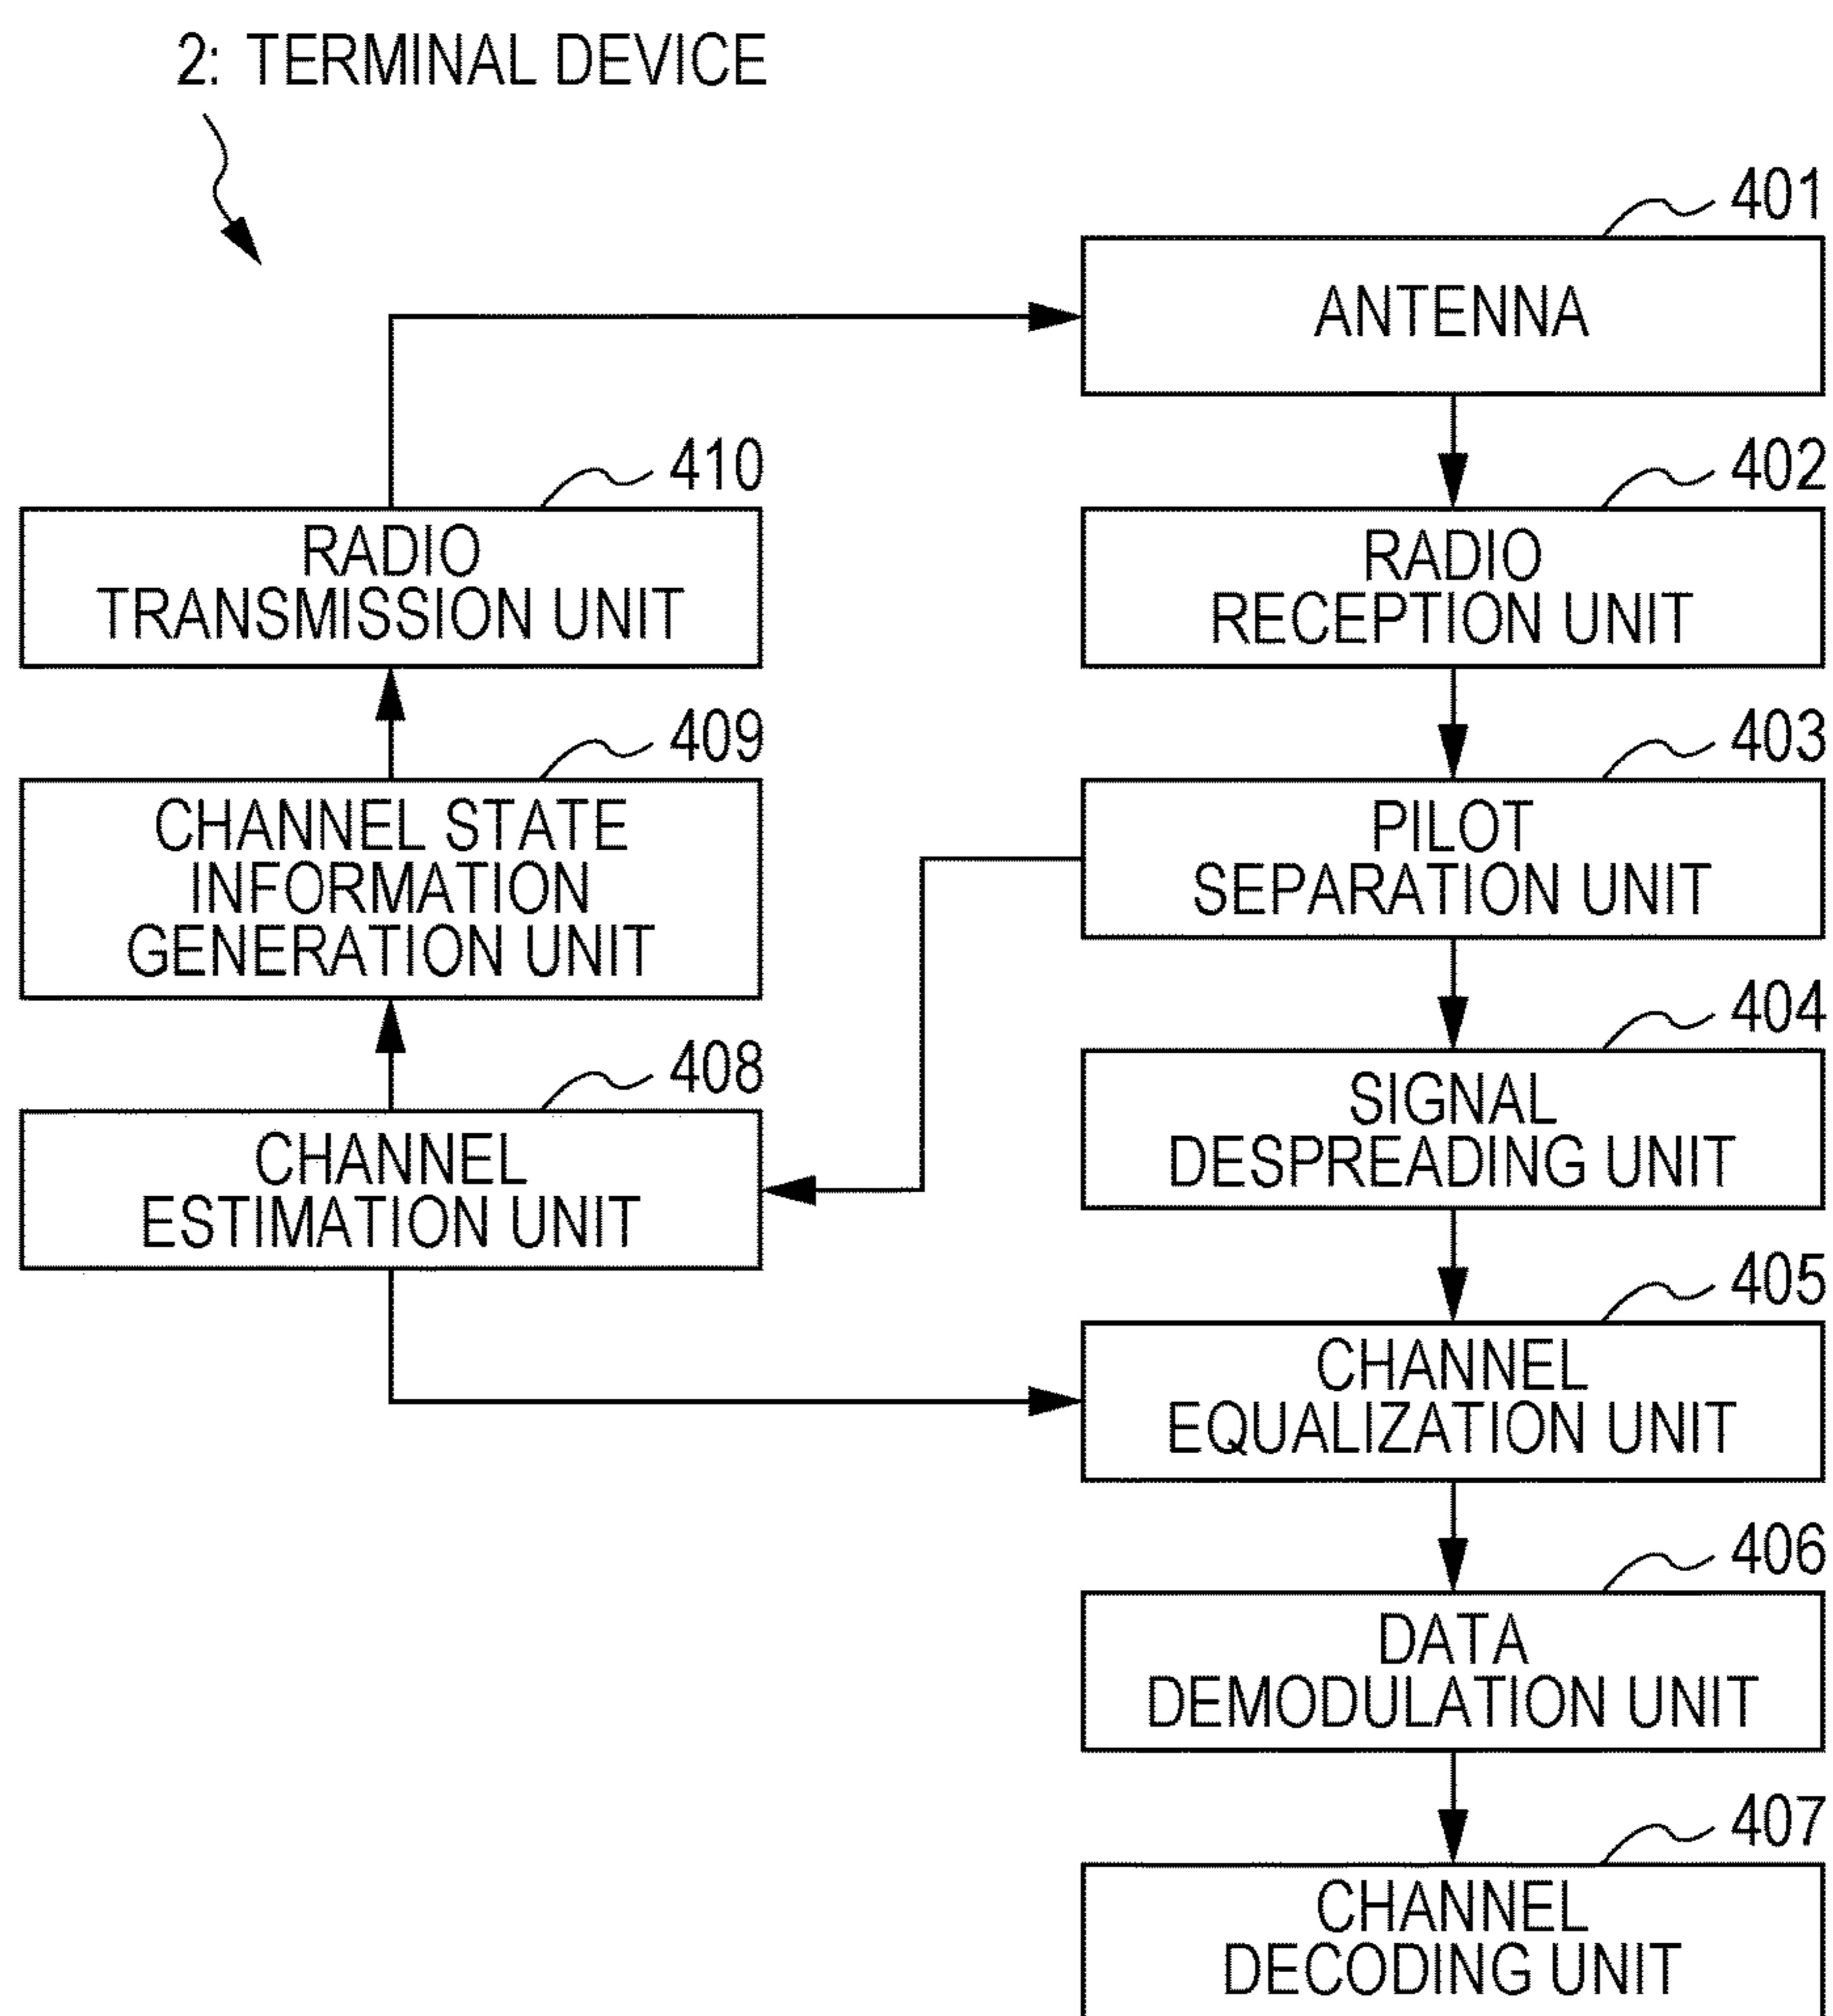 2: TERMINAL DEVICE
401
ANTENNA
410
RADIO
TRANSMISSION UNIT
402
RADIO
RECEPTION UNIT
409
CHANNEL STATE
INFORMATION
GENERATION UNIT
403
PILOT
SEPARATION UNIT
408
CHANNEL
ESTIMATION UNIT
404
SIGNAL
DESPREADING UNIT
405
CHANNEL
EQUALIZATION UNIT
406
DATA
DEMODULATION UNIT
407
CHANNEL
DECODING UNIT